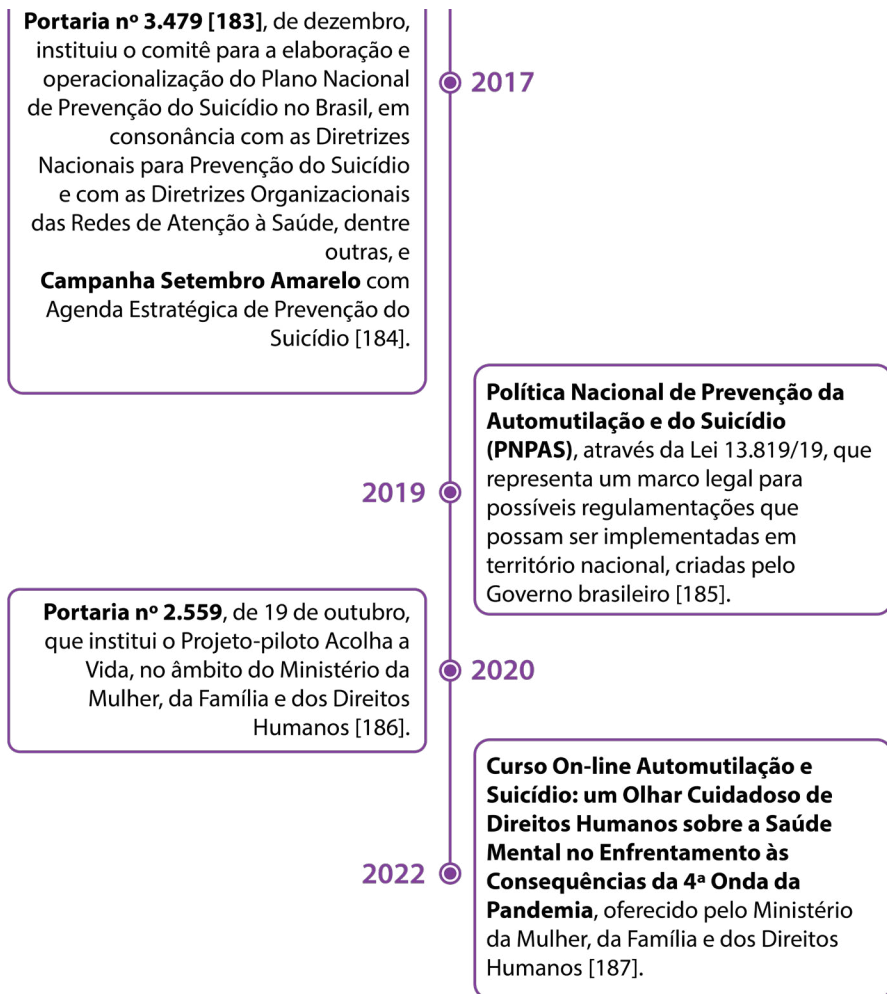 Portaria nº 3.479 [183], de dezembro,
instituiu o comitê para a elaboração e
operacionalização do Plano Nacional
de Prevenção do Suicídio no Brasil, em
consonância com as Diretrizes
Nacionais para Prevenção do Suicídio
e com as Diretrizes Organizacionais
das Redes de Atenção à Saúde, dentre
outras, e
Campanha Setembro Amarelo com
Agenda Estratégica de Prevenção do
Suicídio [184].
2017
Política Nacional de Prevenção da
Automutilação e do Suicídio
(PNPAS), através da Lei 13.819/19, que
representa um marco legal para
possíveis regulamentações que
possam ser implementadas em
território nacional, criadas pelo
Governo brasileiro [185].
2019
Portaria nº 2.559, de 19 de outubro,
que institui o Projeto-piloto Acolha a
Vida, no âmbito do Ministério da
Mulher, da Família e dos Direitos
Humanos [186].
2020
Curso On-line Automutilação e
Suicídio: um Olhar Cuidadoso de
Direitos Humanos sobre a Saúde
Mental no Enfrentamento às
Consequências da 4ª Onda da
Pandemia, oferecido pelo Ministério
da Mulher, da Família e dos Direitos
Humanos [187].
2022